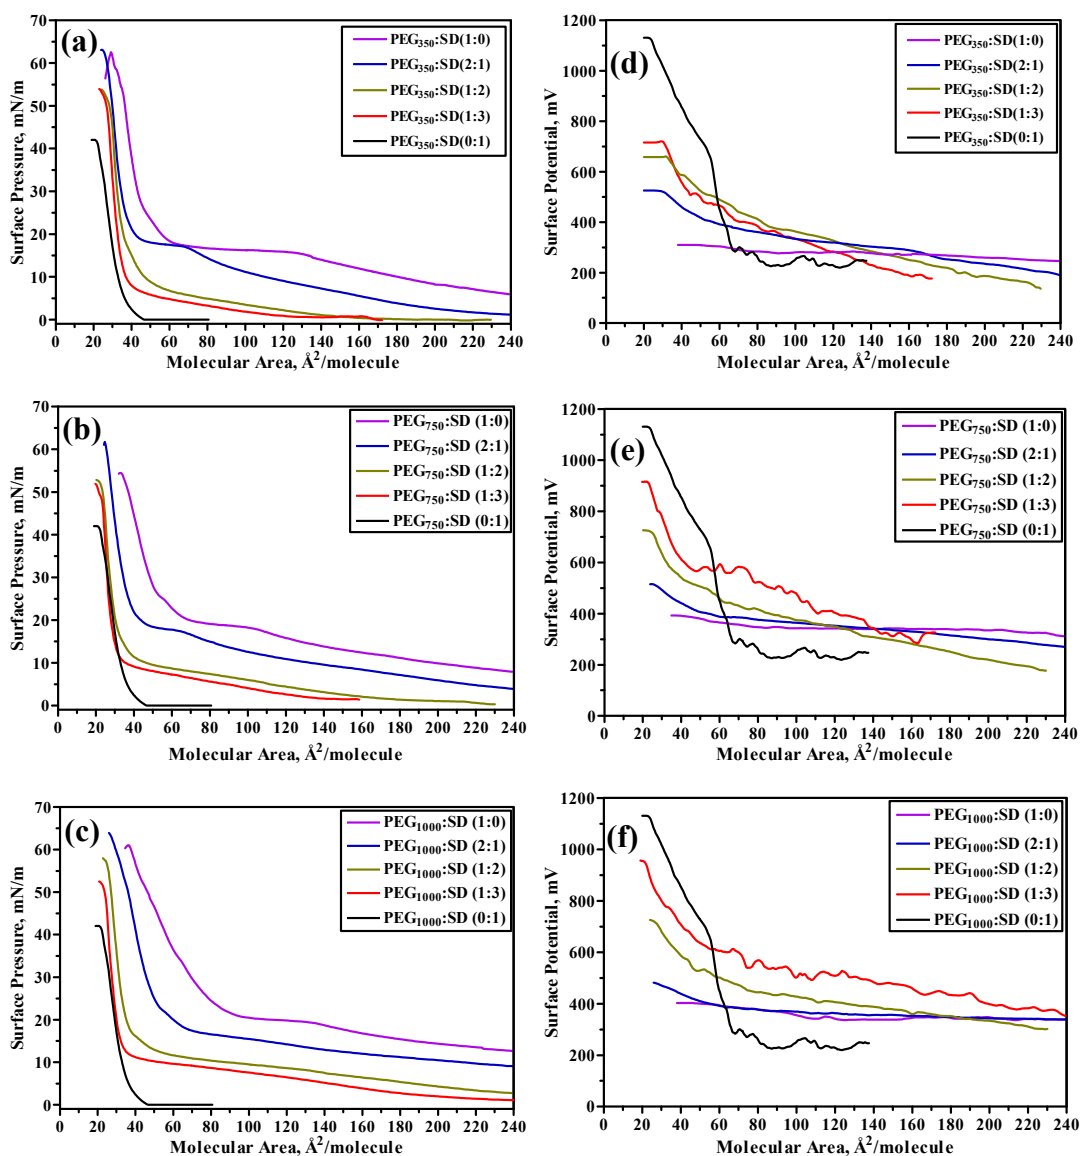 (a)
PEG350:SD(1:0)
PEG350:SD(2:1)
PEG350:SD(1:2)
PEG350:SD(1:3)
PEG350:SD(0:1)
Surface Pressure, mN/m
70
60
50
40
30
20
10
0
0 20 40 60 80 100 120 140 160 180 200 220 240
Molecular Area, Å²/molecule
(d)
PEG350:SD(1:0)
PEG350:SD(2:1)
PEG350:SD(1:2)
PEG350:SD(1:3)
PEG350:SD(0:1)
Surface Potential, mV
1200
1000
800
600
400
200
0
0 20 40 60 80 100 120 140 160 180 200 220 240
Molecular Area, Å²/molecule
(b)
PEG750:SD (1:0)
PEG750:SD (2:1)
PEG750:SD (1:2)
PEG750:SD (1:3)
PEG750:SD (0:1)
Surface Pressure, mN/m
70
60
50
40
30
20
10
0
0 20 40 60 80 100 120 140 160 180 200 220 240
Molecular Area, Å²/molecule
(e)
PEG750:SD (1:0)
PEG750:SD (2:1)
PEG750:SD (1:2)
PEG750:SD (1:3)
PEG750:SD (0:1)
Surface Potential, mV
1200
1000
800
600
400
200
0
0 20 40 60 80 100 120 140 160 180 200 220 240
Molecular Area, Å²/molecule
(c)
PEG1000:SD (1:0)
PEG1000:SD (2:1)
PEG1000:SD (1:2)
PEG1000:SD (1:3)
PEG1000:SD (0:1)
Surface Pressure, mN/m
70
60
50
40
30
20
10
0
0 20 40 60 80 100 120 140 160 180 200 220 240
Molecular Area, Å²/molecule
(f)
PEG1000:SD (1:0)
PEG1000:SD (2:1)
PEG1000:SD (1:2)
PEG1000:SD (1:3)
PEG1000:SD (0:1)
Surface Potential, mV
1200
1000
800
600
400
200
0
0 20 40 60 80 100 120 140 160 180 200 220 240
Molecular Area, Å²/molecule